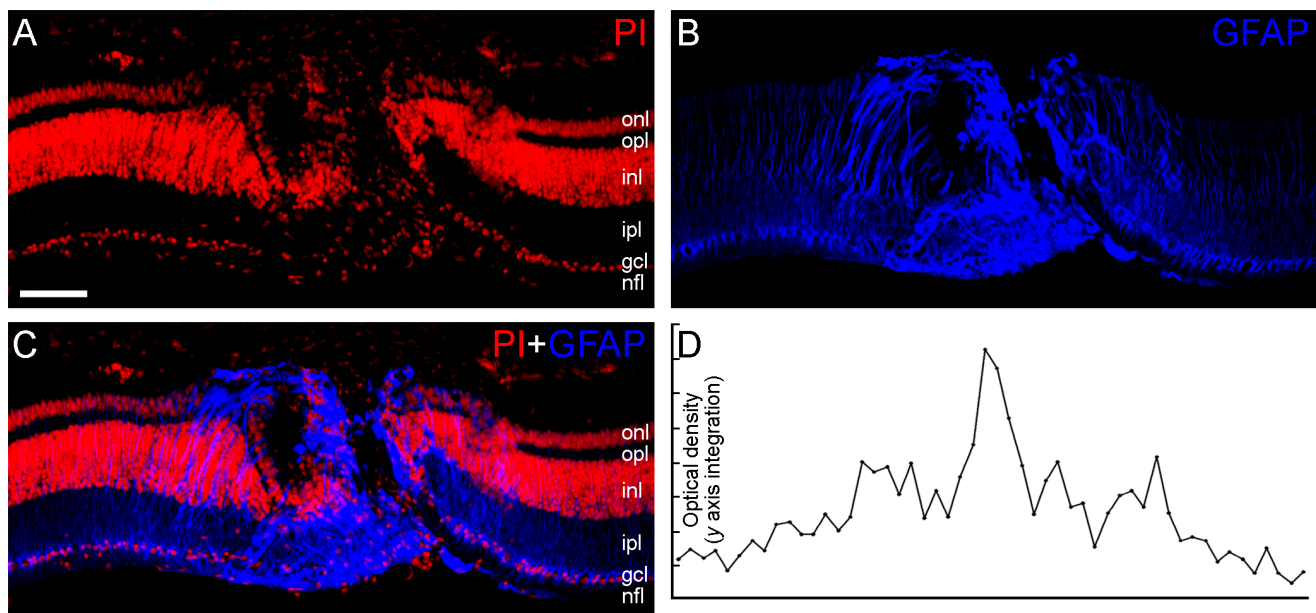 A
PI
onl
opl
inl
ipl
gcl
nfl
B
GFAP
C
PI+GFAP
onl
opl
inl
ipl
gcl
nfl
D
Optical density
(y axis integration)